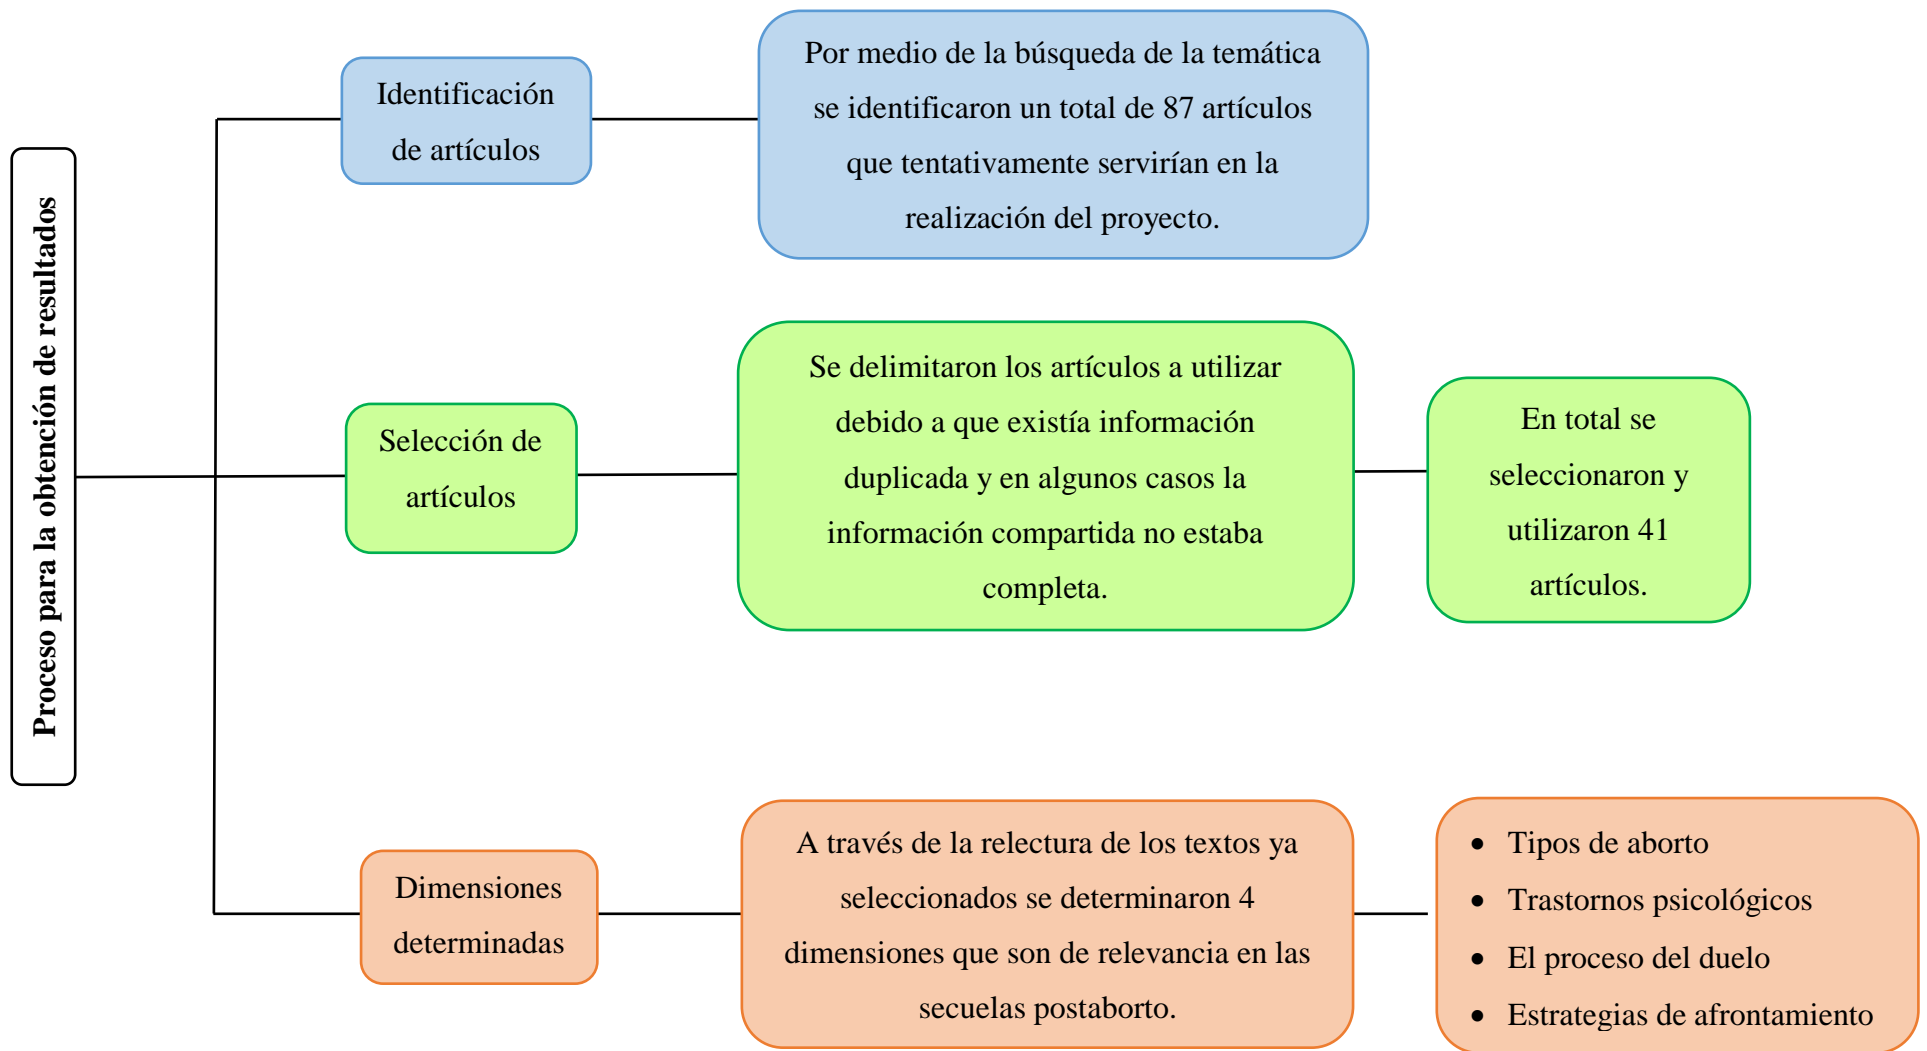 Proceso para la obtención de resultados
Identificación
de artículos
Por medio de la búsqueda de la temática
se identificaron un total de 87 artículos
que tentativamente servirían en la
realización del proyecto.
Selección de
artículos
Se delimitaron los artículos a utilizar
debido a que existía información
duplicada y en algunos casos la
información compartida no estaba
completa.
En total se
seleccionaron y
utilizaron 41
artículos.
Dimensiones
determinadas
A través de la relectura de los textos ya
seleccionados se determinaron 4
dimensiones que son de relevancia en las
secuelas postaborto.
• Tipos de aborto
• Trastornos psicológicos
• El proceso del duelo
• Estrategias de afrontamiento